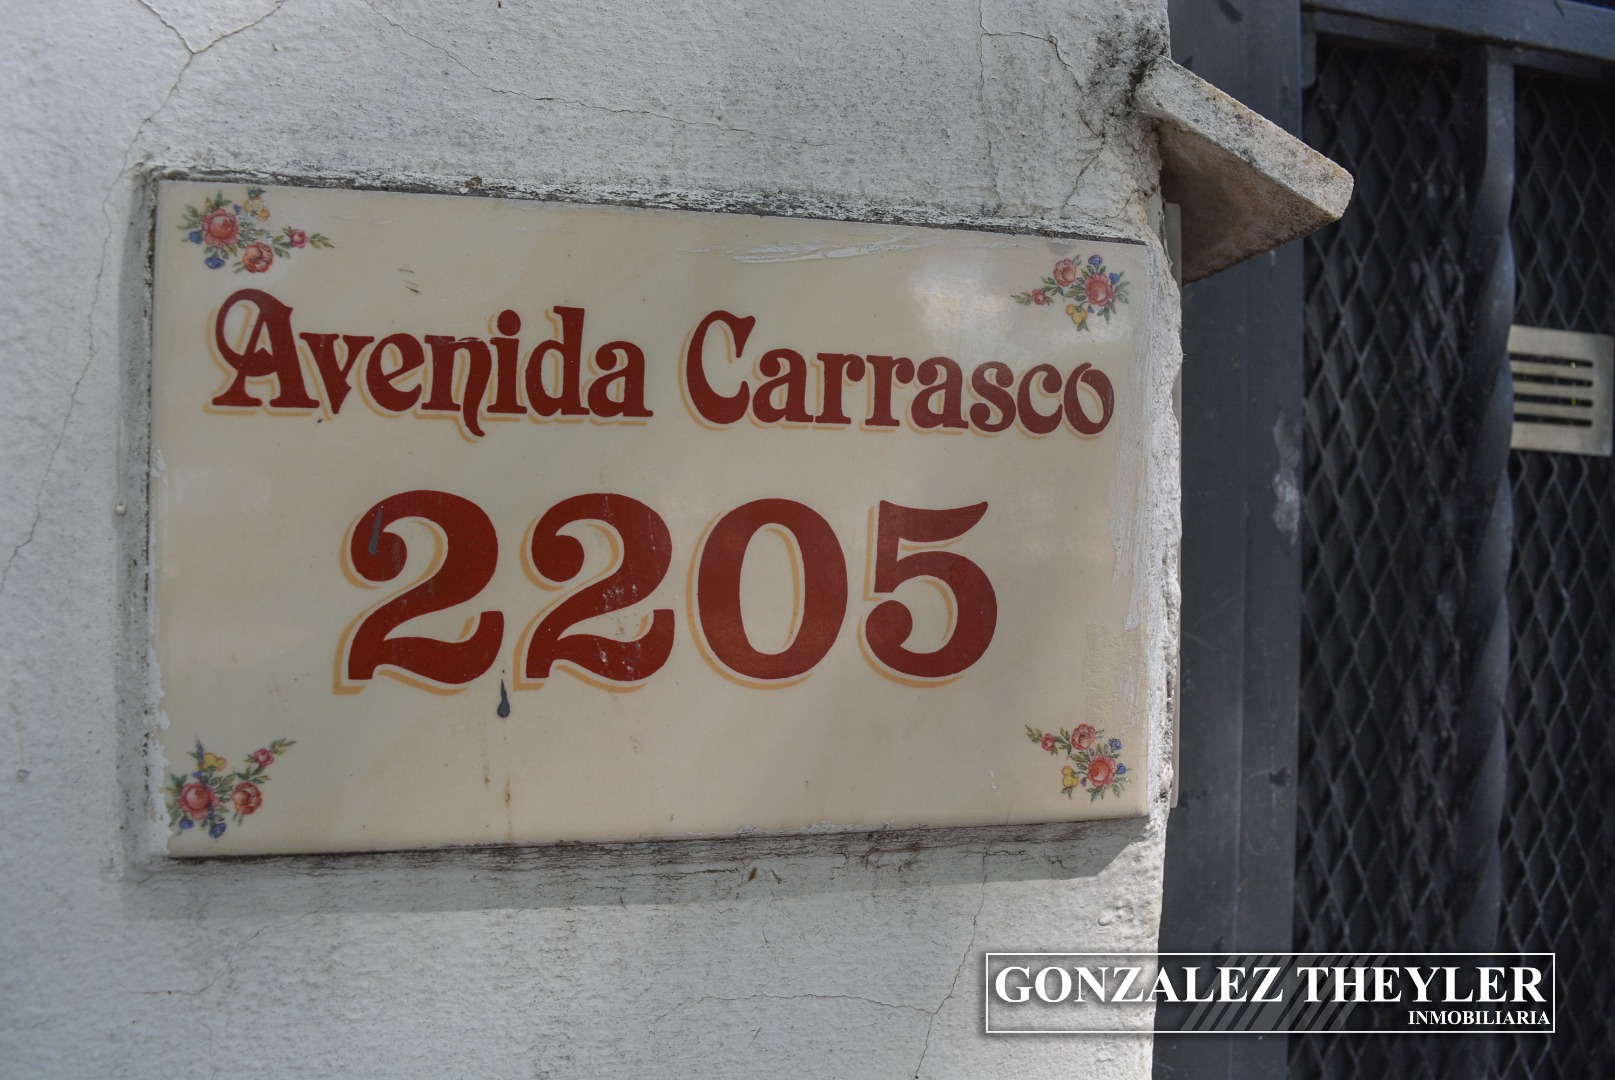 Avenida Carrasco
2205
GONZALEZ THEYLER
INMOBILIARIA